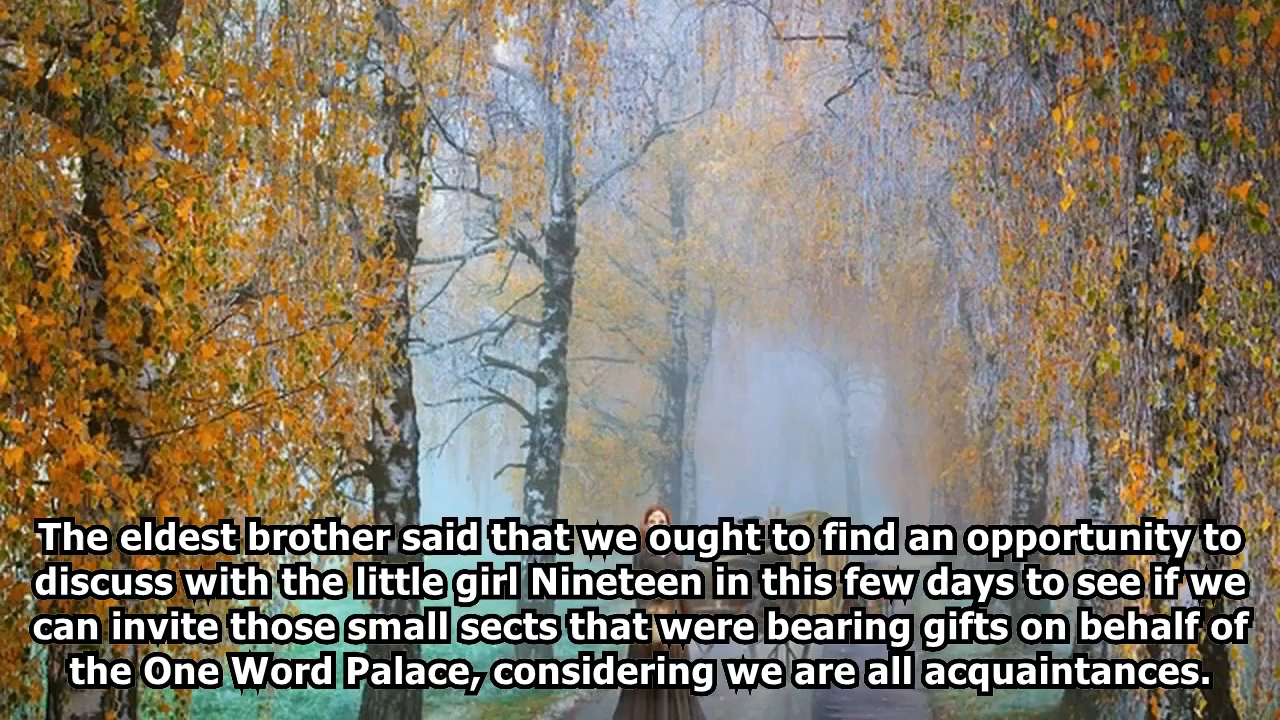 The eldest brother said that we ought to find an opportunity to
discuss with the little girl Nineteen in this few days to see if we
can invite those small sects that were bearing gifts on behalf of
the One Word Palace, considering we are all acquaintances.